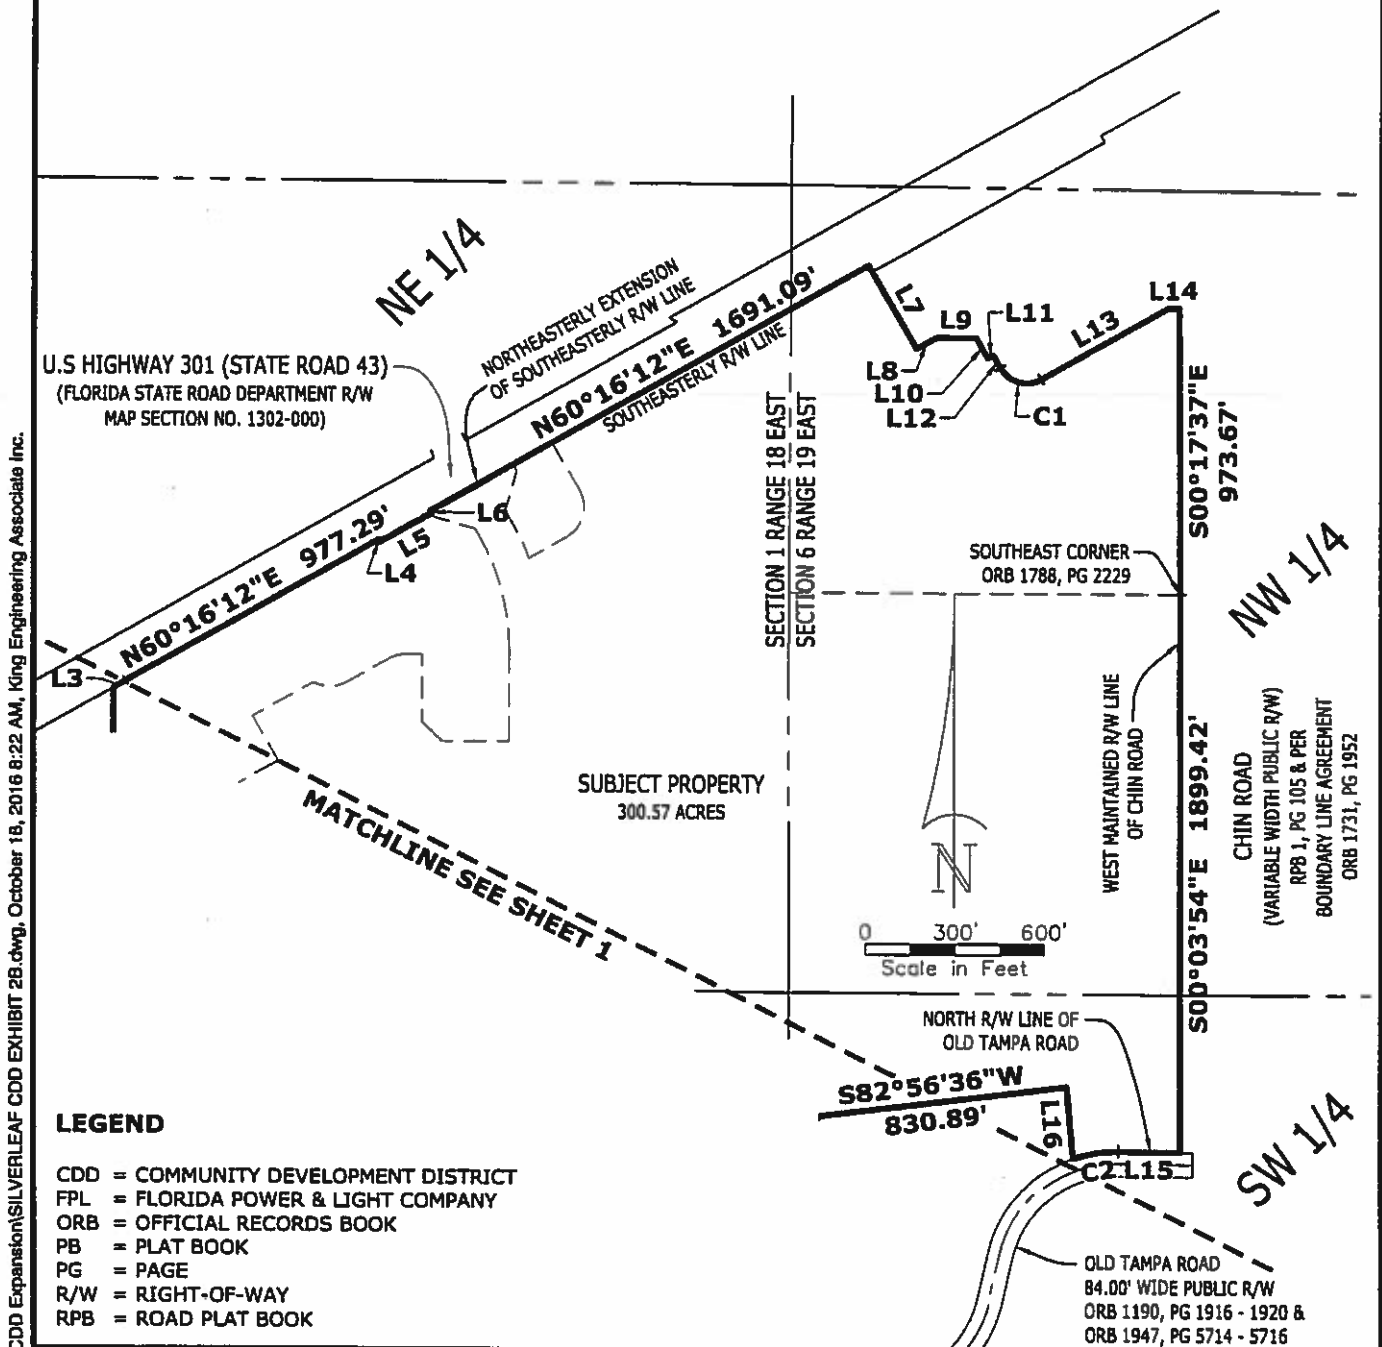 CDD Expansion\SILVERLEAF CDD EXHIBIT 2B.dwg, October 18, 2016 8:22 AM, King Engineering Associate Inc.
NE 1/4
NORTHEASTERLY EXTENSION
OF SOUTHEASTERLY R/W LINE
U.S HIGHWAY 301 (STATE ROAD 43)
(FLORIDA STATE ROAD DEPARTMENT R/W
MAP SECTION NO. 1302-000)
N60°16'12"E 1691.09'
SOUTHEASTERLY R/W LINE
L7
L8
L9
L10
L11
L12
C1
L13
L14
S00°17'37"E
973.67'
N60°16'12"E 977.29'
L3
L4
L5
L6
SECTION 1 RANGE 18 EAST
SECTION 6 RANGE 19 EAST
SOUTHEAST CORNER
ORB 1788, PG 2229
NW 1/4
WEST MAINTAINED R/W LINE
OF CHIN ROAD
S00°03'54"E 1899.42'
CHIN ROAD
(VARIABLE WIDTH PUBLIC R/W)
RPB 1, PG 105 & PER
BOUNDARY LINE AGREEMENT
ORB 1731, PG 1952
SUBJECT PROPERTY
300.57 ACRES
MATCHLINE SEE SHEET 1
N
0 300' 600'
Scale in Feet
NORTH R/W LINE OF
OLD TAMPA ROAD
S82°56'36"W
830.89'
L16
C2
L15
SW 1/4
OLD TAMPA ROAD
84.00' WIDE PUBLIC R/W
ORB 1190, PG 1916 - 1920 &
ORB 1947, PG 5714 - 5716
LEGEND
CDD = COMMUNITY DEVELOPMENT DISTRICT
FPL = FLORIDA POWER & LIGHT COMPANY
ORB = OFFICIAL RECORDS BOOK
PB = PLAT BOOK
PG = PAGE
R/W = RIGHT-OF-WAY
RPB = ROAD PLAT BOOK